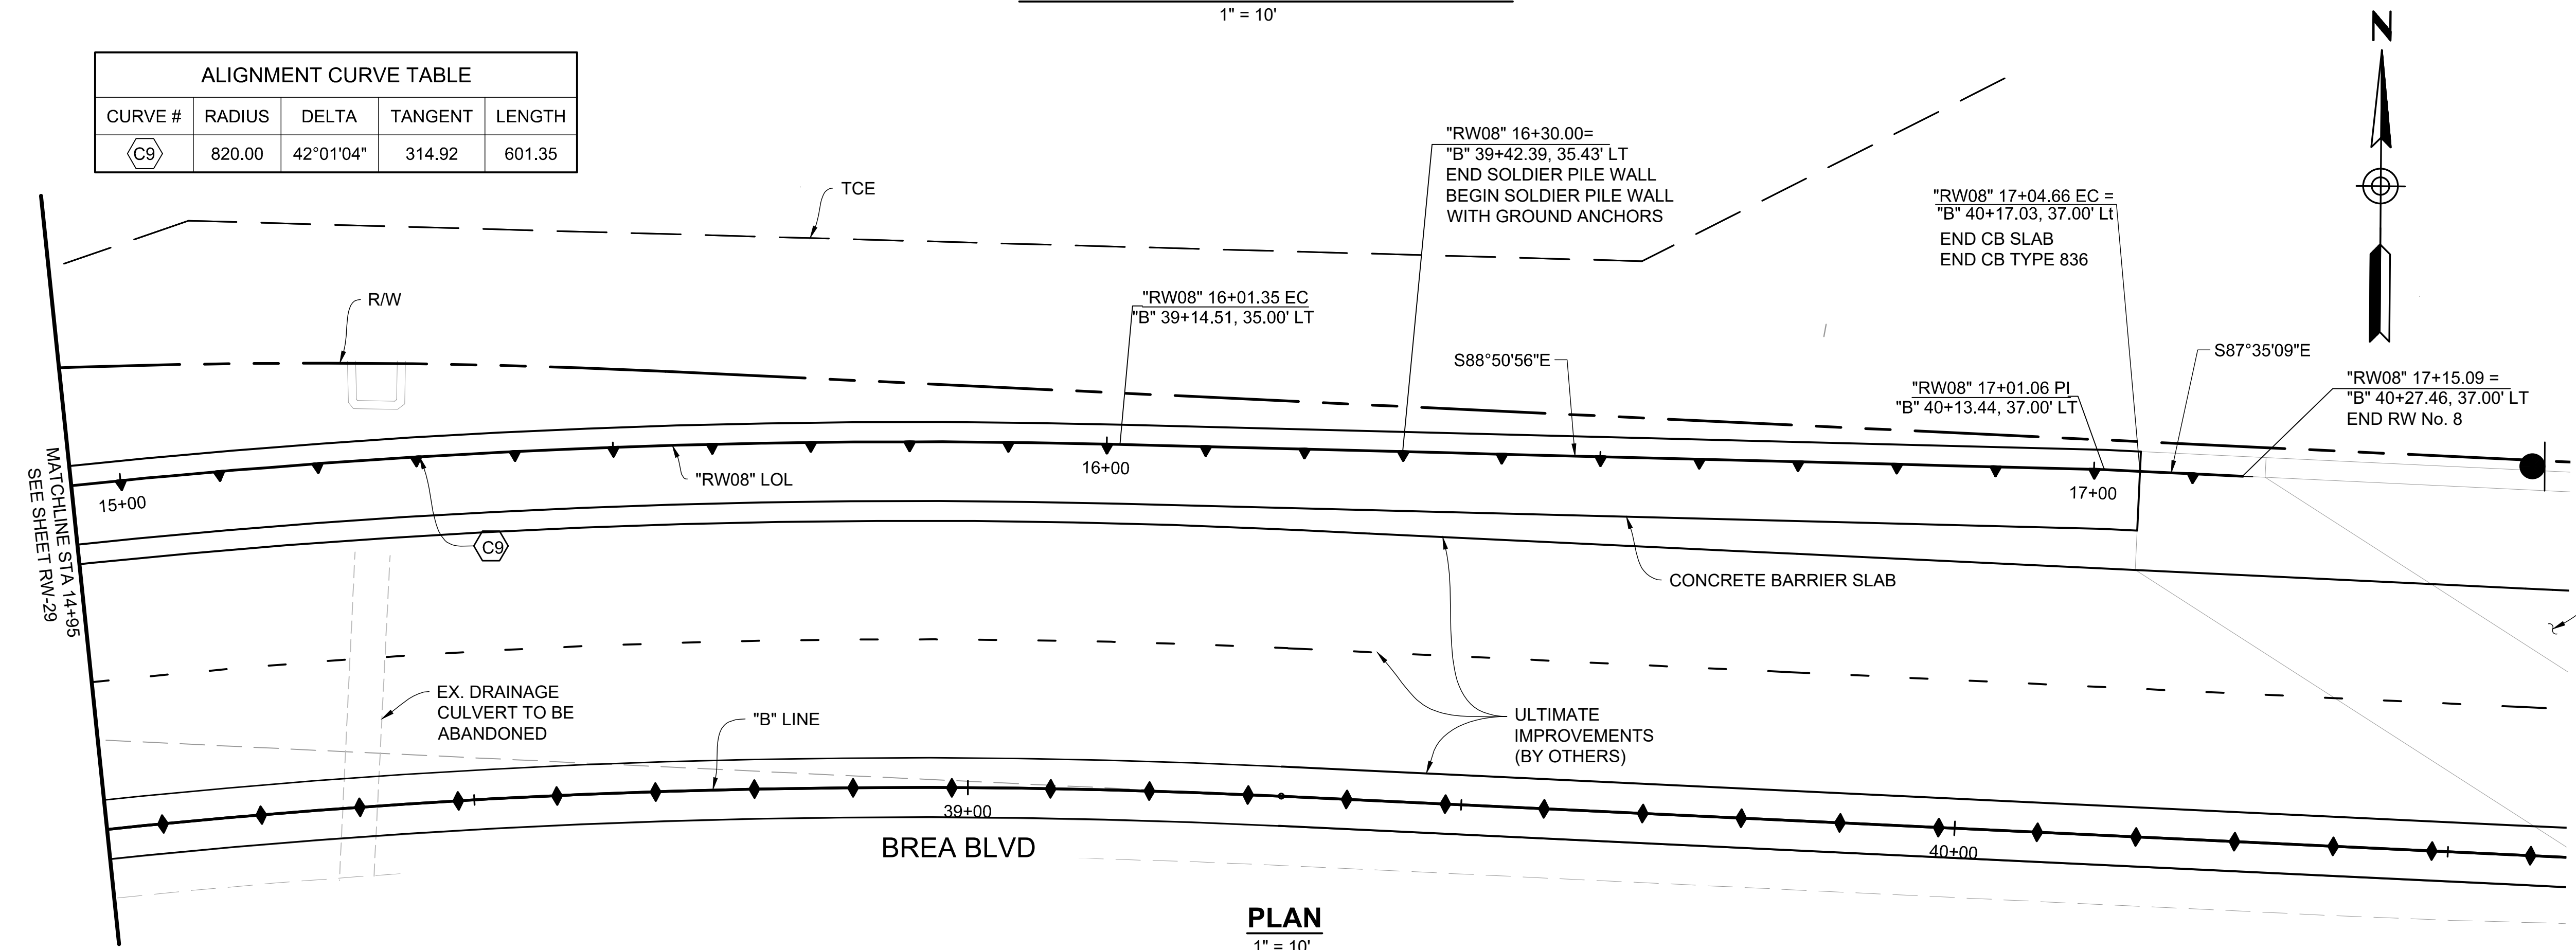 1" = 10'
N
ALIGNMENT CURVE TABLE
CURVE # RADIUS DELTA TANGENT LENGTH
C9 820.00 42°01'04" 314.92 601.35
TCE
"RW08" 16+30.00=
"B" 39+42.39, 35.43' LT
END SOLDIER PILE WALL
BEGIN SOLDIER PILE WALL
WITH GROUND ANCHORS
"RW08" 17+04.66 EC =
"B" 40+17.03, 37.00' Lt
END CB SLAB
END CB TYPE 836
R/W
"RW08" 16+01.35 EC
"B" 39+14.51, 35.00' LT
S88°50'56"E
S87°35'09"E
"RW08" 17+01.06 PI
"B" 40+13.44, 37.00' LT
"RW08" 17+15.09 =
"B" 40+27.46, 37.00' LT
END RW No. 8
MATCHLINE STA 14+95
SEE SHEET RW-29
15+00
"RW08" LOL
16+00
17+00
C9
CONCRETE BARRIER SLAB
EX. DRAINAGE
CULVERT TO BE
ABANDONED
"B" LINE
ULTIMATE
IMPROVEMENTS
(BY OTHERS)
39+00
40+00
BREA BLVD
PLAN
1" = 10'